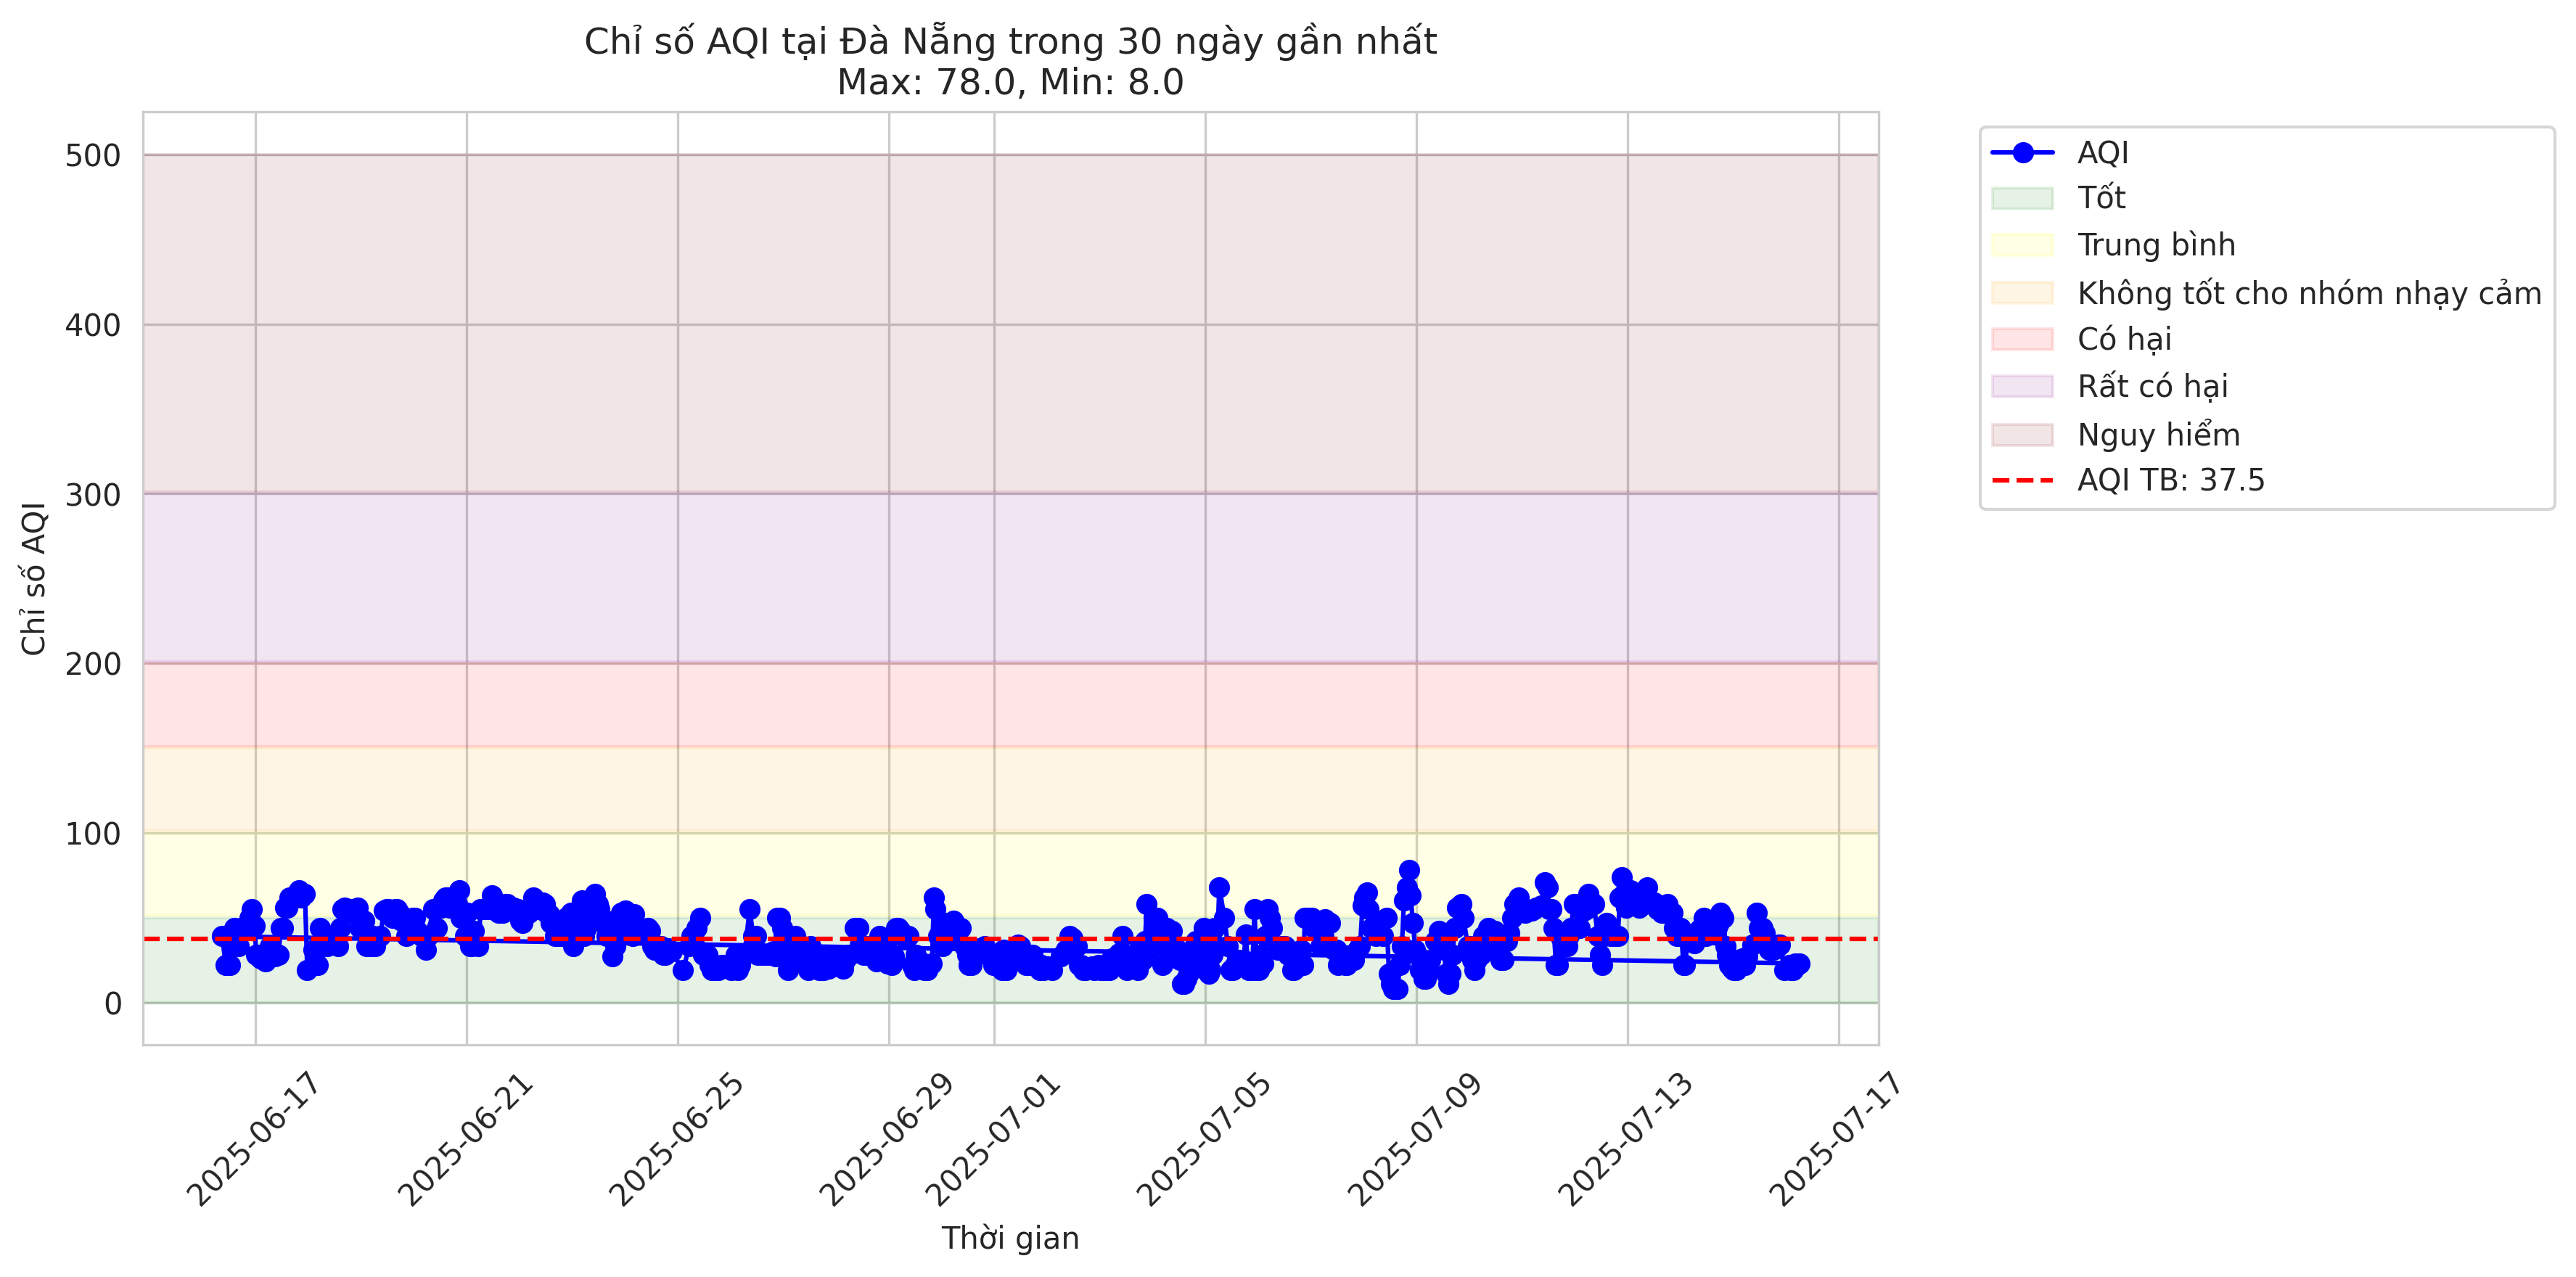 Chỉ số AQI tại Đà Nẵng trong 30 ngày gần nhất
Max: 78.0, Min: 8.0
Chỉ số AQI
500
400
300
200
100
0
2025-06-17
2025-06-21
2025-06-25
2025-06-29
2025-07-01
2025-07-05
2025-07-09
2025-07-13
2025-07-17
Thời gian
AQI
Tốt
Trung bình
Không tốt cho nhóm nhạy cảm
Có hại
Rất có hại
Nguy hiểm
AQI TB: 37.5